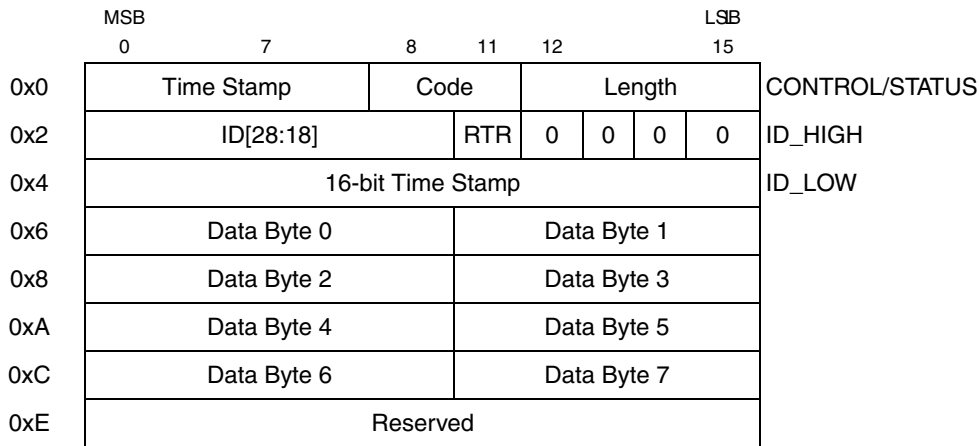 MSB LSB
0 7 8 11 12 15
0x0 Time Stamp Code Length CONTROL/STATUS
0x2 ID[28:18] RTR 0 0 0 0 ID_HIGH
0x4 16-bit Time Stamp ID_LOW
0x6 Data Byte 0 Data Byte 1
0x8 Data Byte 2 Data Byte 3
0xA Data Byte 4 Data Byte 5
0xC Data Byte 6 Data Byte 7
0xE Reserved